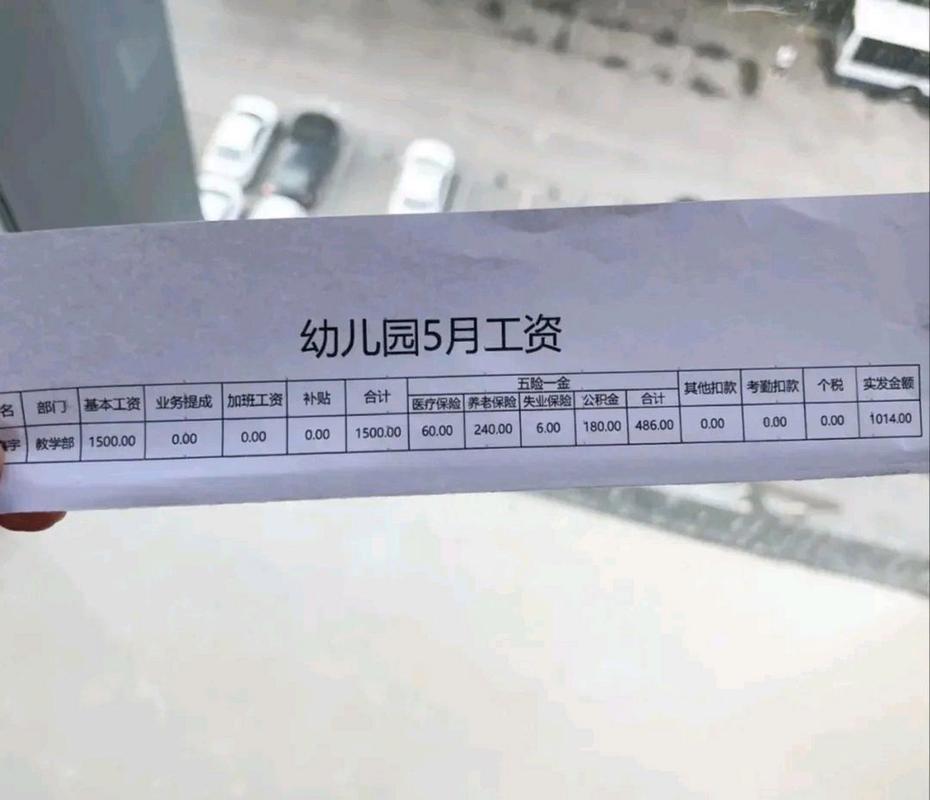 幼儿园5月工资
名 部门 基本工资 业务提成 加班工资 补贴 合计 五险一金 其他扣款 考勤扣款 个税 实发金额
医疗保险 养老保险 失业保险 公积金 合计
宇 教学部 1500.00 0.00 0.00 0.00 1500.00 60.00 240.00 6.00 180.00 486.00 0.00 0.00 0.00 1014.00